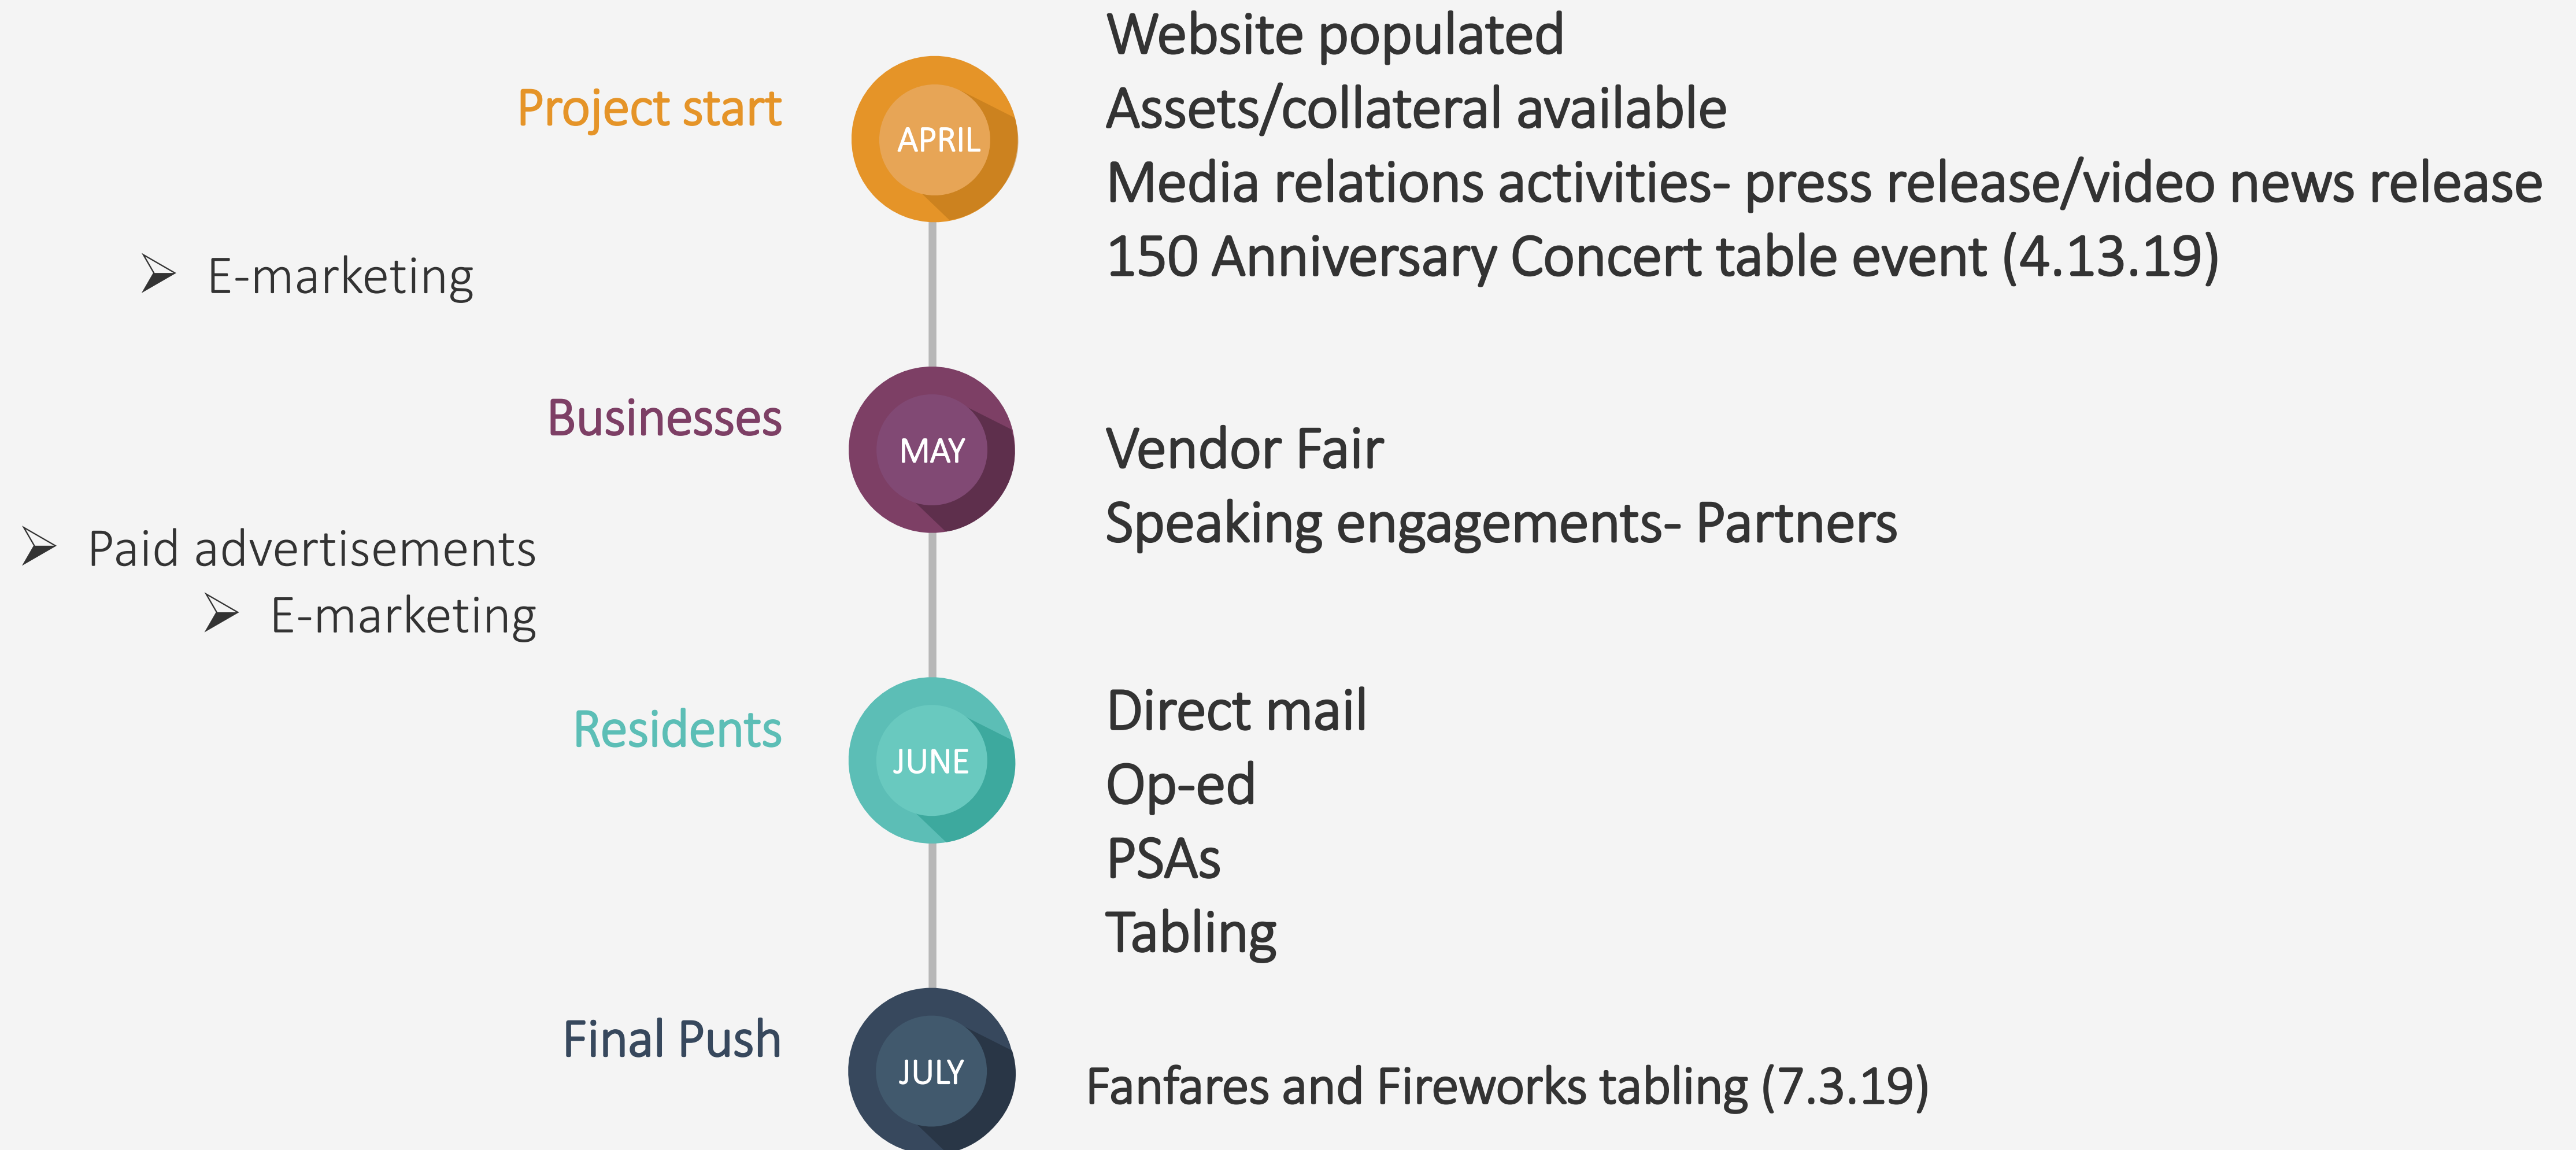 Project start
APRIL
Website populated
Assets/collateral available
Media relations activities- press release/video news release
150 Anniversary Concert table event (4.13.19)
➢ E-marketing
Businesses
MAY
Vendor Fair
Speaking engagements- Partners
➢ Paid advertisements
➢ E-marketing
Residents
JUNE
Direct mail
Op-ed
PSAs
Tabling
Final Push
JULY
Fanfares and Fireworks tabling (7.3.19)